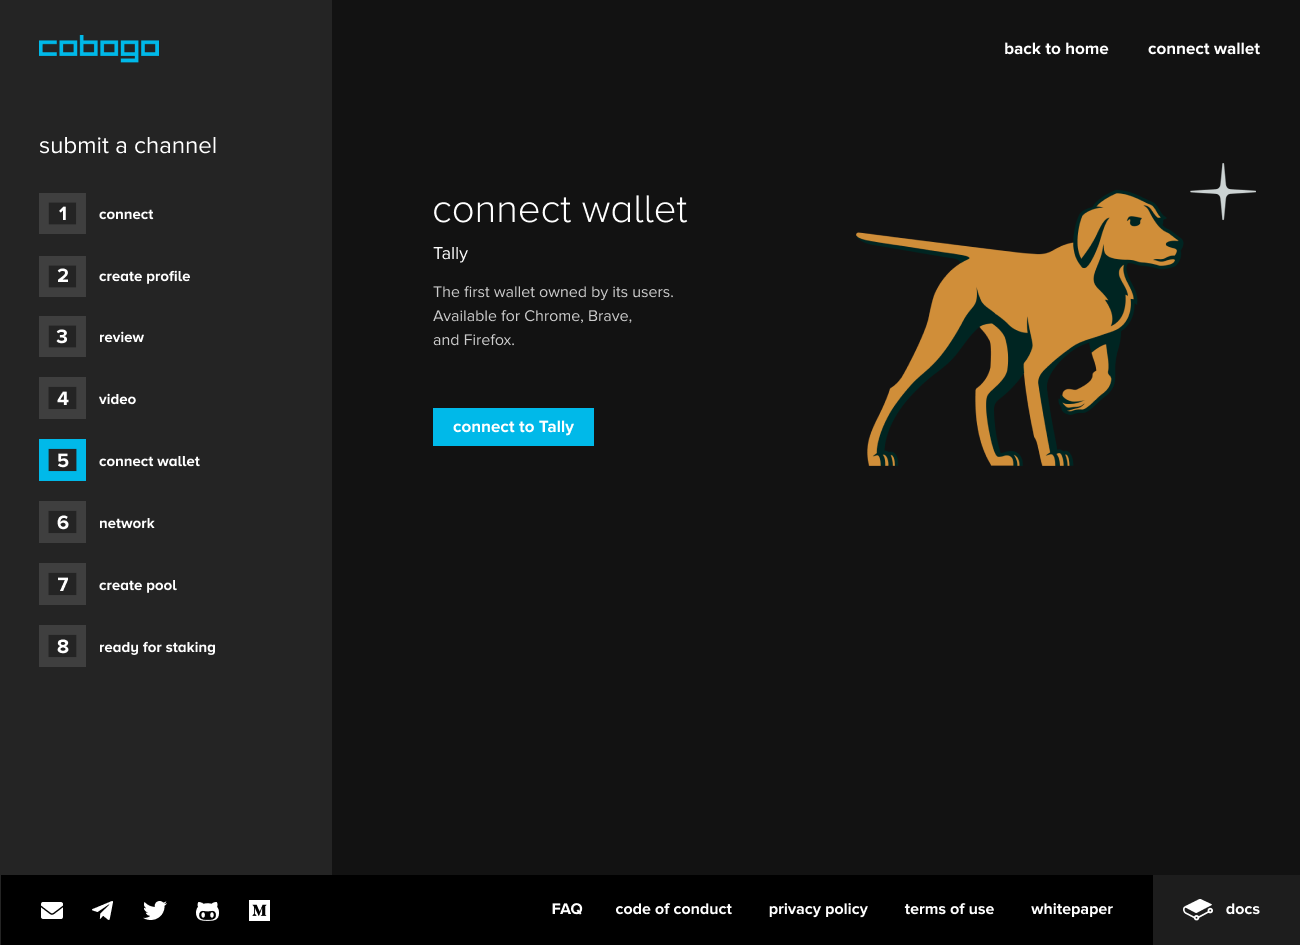 cobogo
back to home
connect wallet
submit a channel
1
connect
2
create profile
3
review
4
video
5
connect wallet
6
network
7
create pool
8
ready for staking
connect wallet
Tally
The first wallet owned by its users.
Available for Chrome, Brave,
and Firefox.
connect to Tally
M
FAQ
code of conduct
privacy policy
terms of use
whitepaper
docs